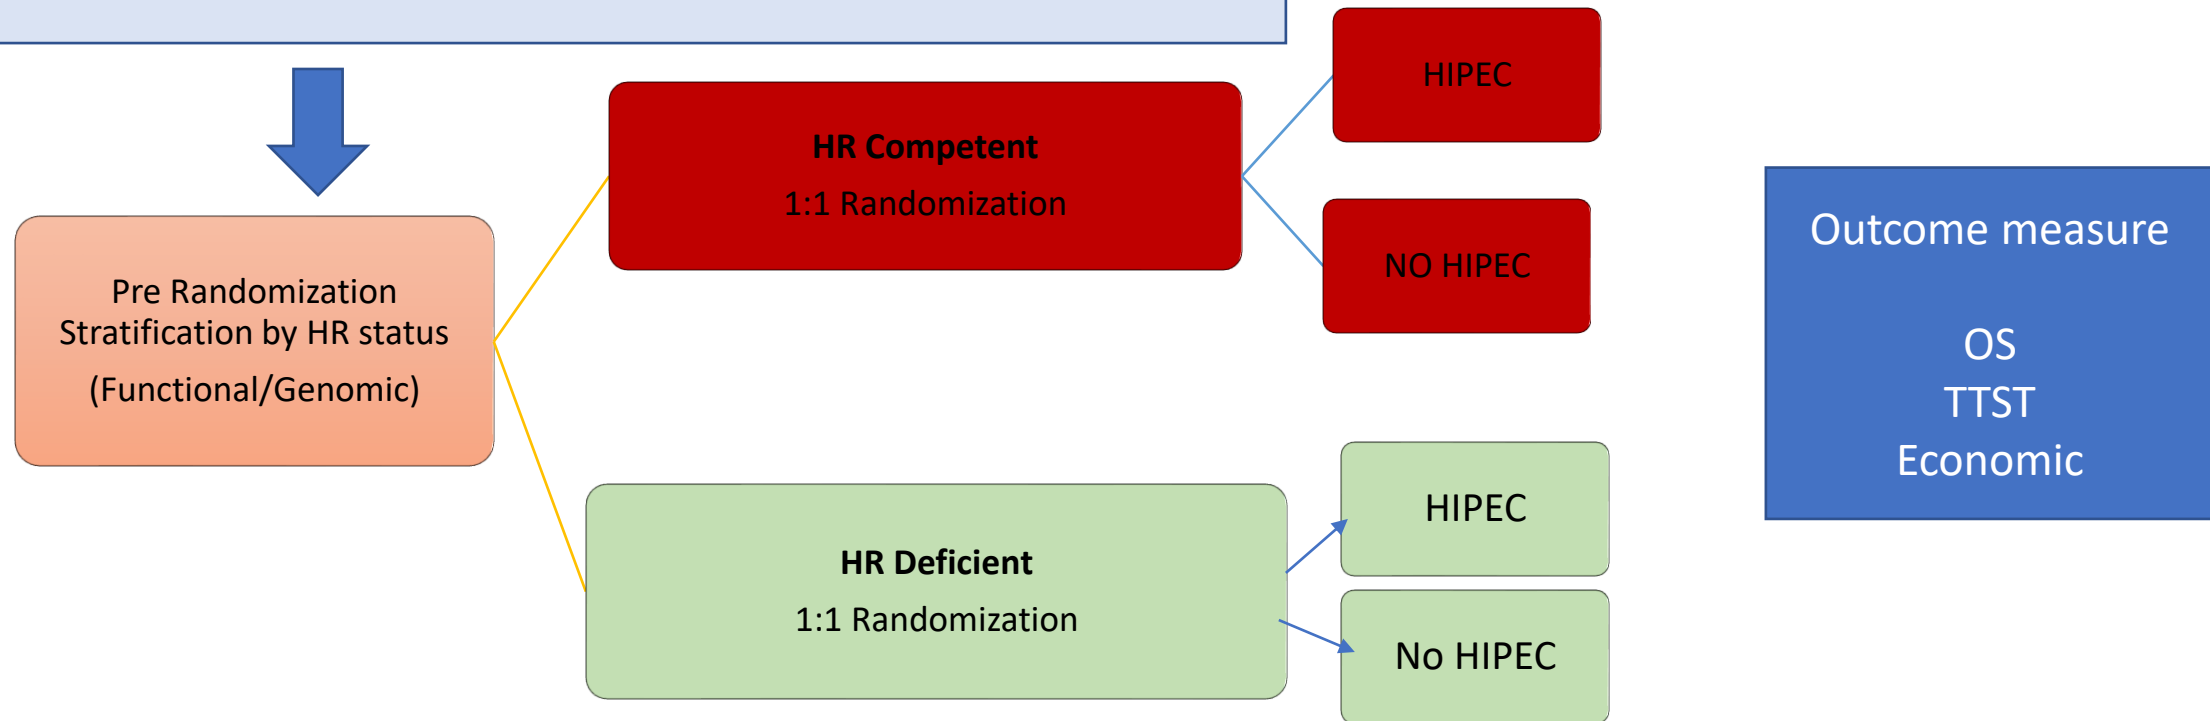 Pre Randomization
Stratification by HR status
(Functional/Genomic)
HR Competent
1:1 Randomization
HIPEC
NO HIPEC
HR Deficient
1:1 Randomization
HIPEC
No HIPEC
Outcome measure
OS
TTST
Economic